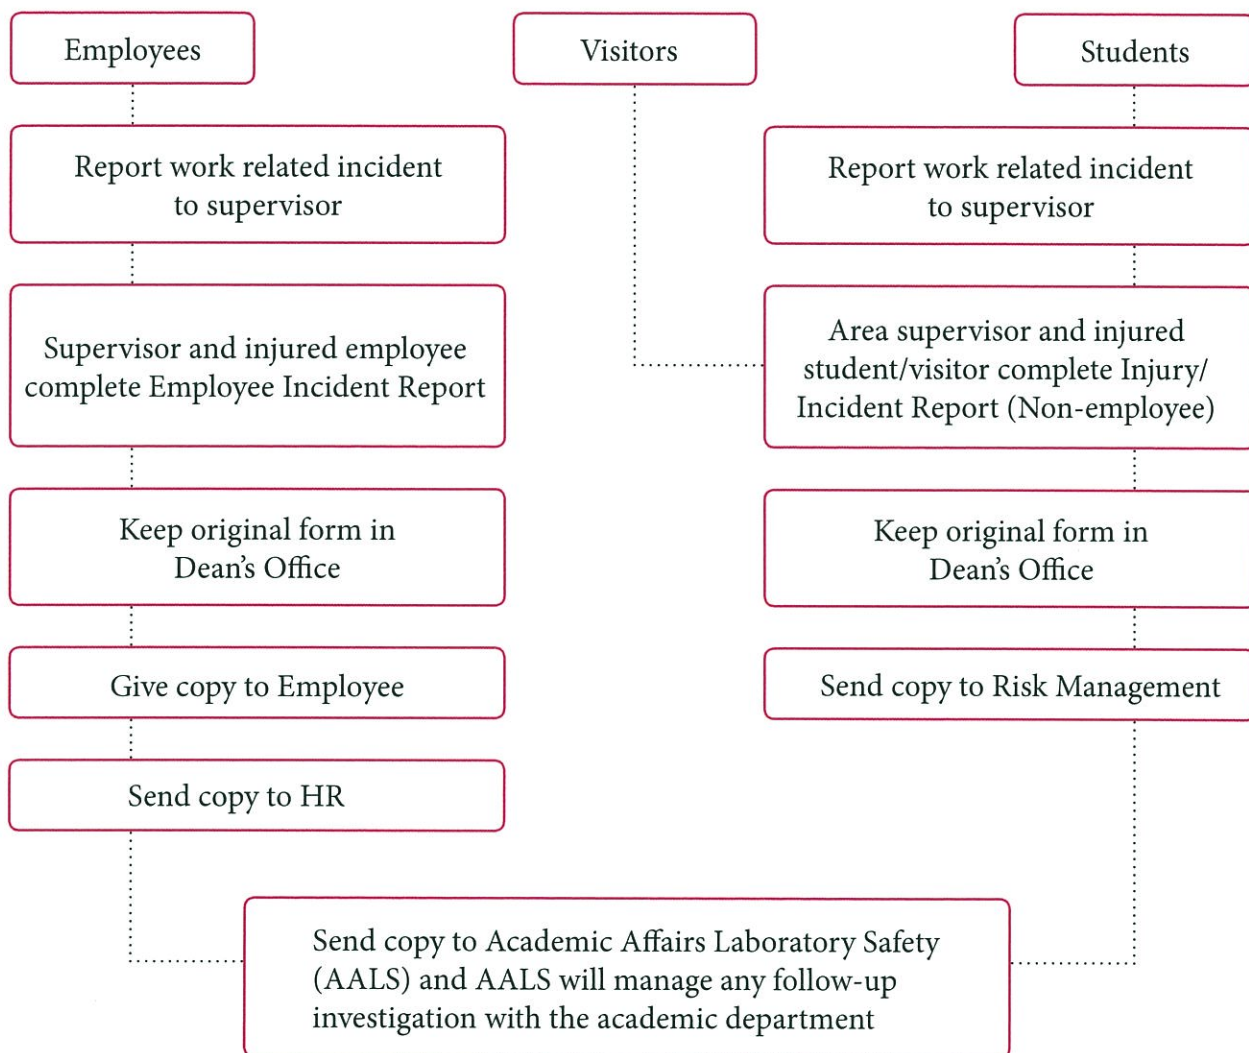 Employees
Visitors
Students
Report work related incident
to supervisor
Report work related incident
to supervisor
Supervisor and injured employee
complete Employee Incident Report
Area supervisor and injured
student/visitor complete Injury/
Incident Report (Non-employee)
Keep original form in
Dean's Office
Keep original form in
Dean's Office
Give copy to Employee
Send copy to Risk Management
Send copy to HR
Send copy to Academic Affairs Laboratory Safety
(AALS) and AALS will manage any follow-up
investigation with the academic department